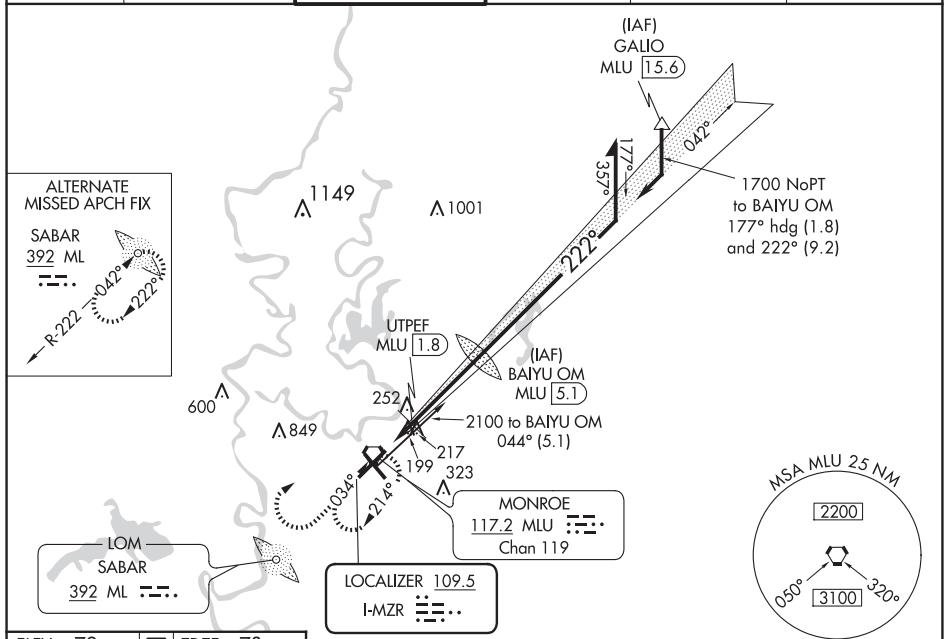 (IAF)
GALIO
MLU 15.6
042°
177°
357°
1700 NoPT
to BAIYU OM
177° hdg (1.8)
and 222° (9.2)
ALTERNATE
MISSED APCH FIX
SABAR
392 ML
042°
222°
R-222
1149
1001
222°
UTPEF
MLU 1.8
(IAF)
BAIYU OM
MLU 5.1
600
252
849
2100 to BAIYU OM
044° (5.1)
217
199
323
034°
214°
MONROE
117.2 MLU
Chan 119
LOM
SABAR
392 ML
LOCALIZER 109.5
I-MZR
MSA MLU 25 NM
2200
050°
320°
3100